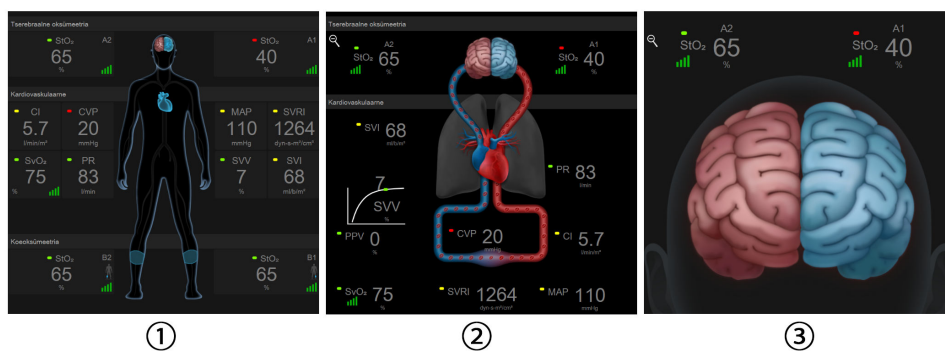 Tserebraalne oksümeetria
StO₂ A2
65
%
StO₂ A1
40
%
Kardiovaskulaarne
CI
5.7
l/min/m²
CVP
20
mmHg
MAP
110
mmHg
SVRI
1264
dyn-s-m²/cm⁵
SvO₂
75
%
PR
83
l/min
SVV
7
%
SVI
68
ml/b/m²
Koeoksümeetria
StO₂ B2
65
%
StO₂ B1
65
%
①
Tserebraalne oksümeetria
A2
StO₂ 65
%
A1
StO₂ 40
%
Kardiovaskulaarne
SVI 68
ml/b/m²
PR 83
l/min
7
SVV
%
PPV 0
%
CVP 20
mmHg
CI 5.7
l/min/m²
SvO₂ 75
%
SVRI 1264
dyn-s-m²/cm⁵
MAP 110
mmHg
②
A2
StO₂ 65
%
A1
StO₂ 40
%
③